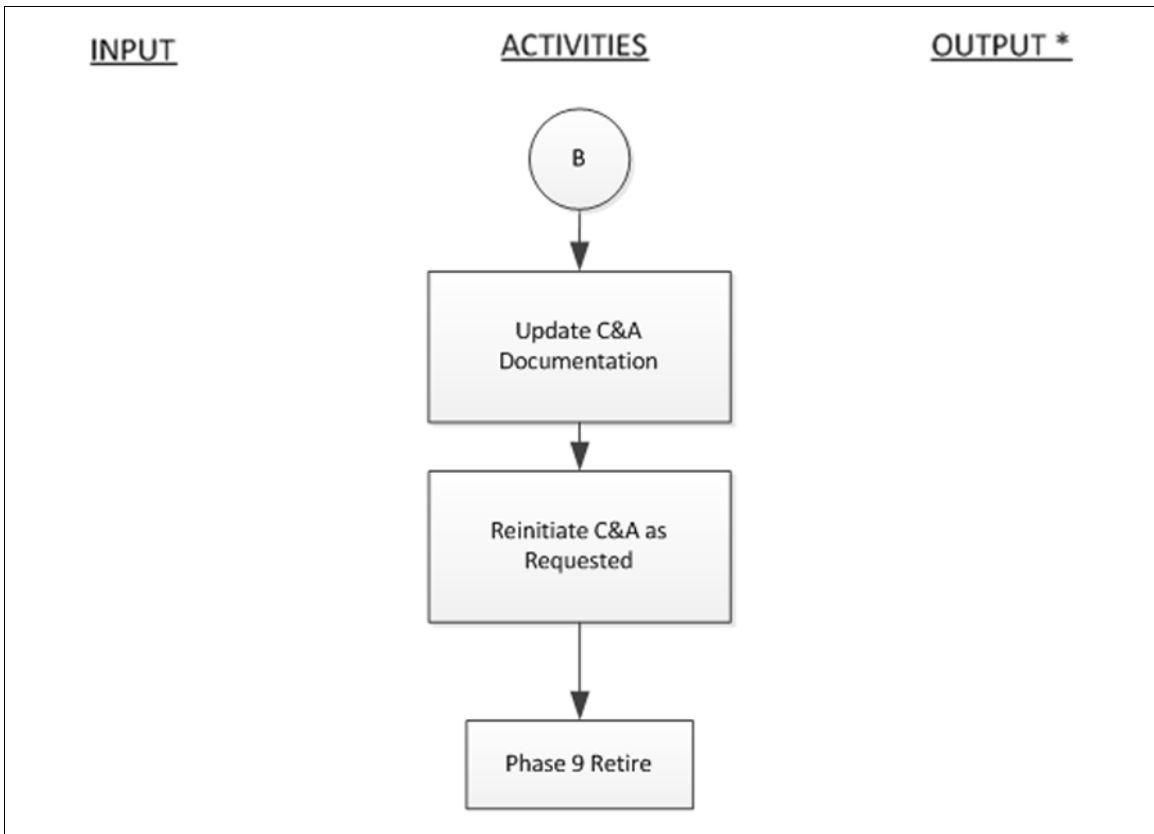 INPUT
ACTIVITIES
OUTPUT *
B
Update C&A
Documentation
Reinitiate C&A as
Requested
Phase 9 Retire